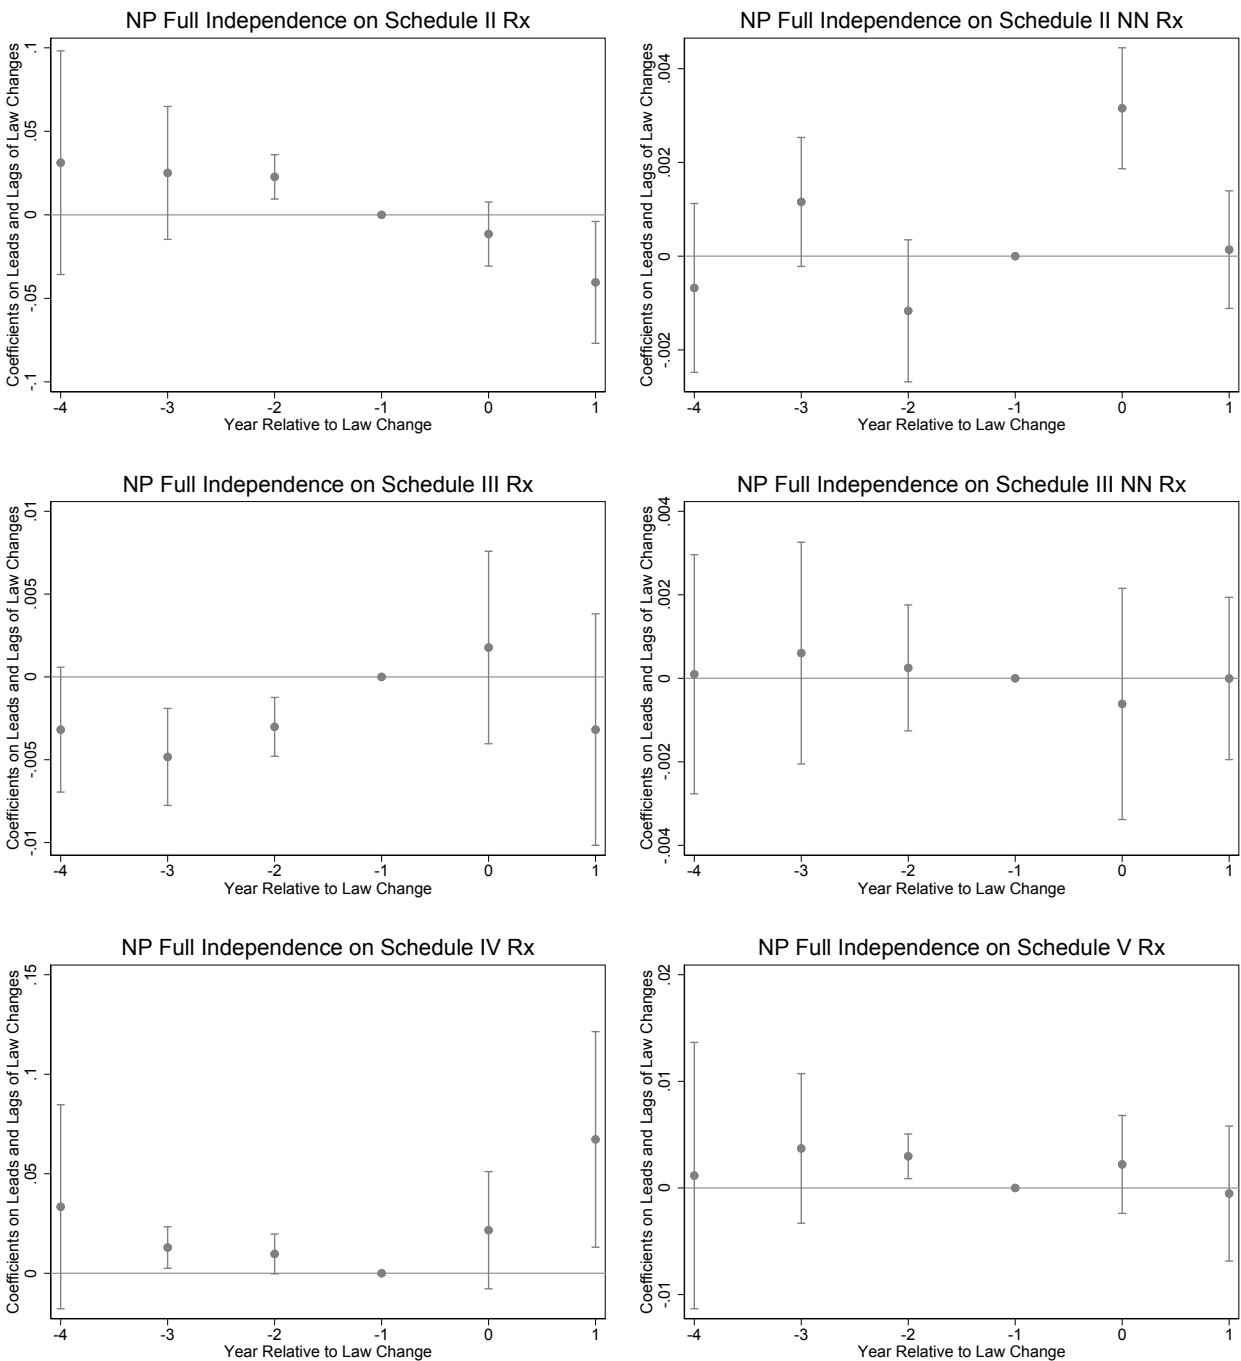 NP Full Independence on Schedule II Rx
Coefficients on Leads and Lags of Law Changes
.1
.05
0
-.05
-.1
-4 -3 -2 -1 0 1
Year Relative to Law Change
NP Full Independence on Schedule II NN Rx
Coefficients on Leads and Lags of Law Changes
.004
.002
0
-.002
-4 -3 -2 -1 0 1
Year Relative to Law Change
NP Full Independence on Schedule III Rx
Coefficients on Leads and Lags of Law Changes
.01
.005
0
-.005
-.01
-4 -3 -2 -1 0 1
Year Relative to Law Change
NP Full Independence on Schedule III NN Rx
Coefficients on Leads and Lags of Law Changes
.004
.002
0
-.002
-.004
-4 -3 -2 -1 0 1
Year Relative to Law Change
NP Full Independence on Schedule IV Rx
Coefficients on Leads and Lags of Law Changes
.15
.1
.05
0
-4 -3 -2 -1 0 1
Year Relative to Law Change
NP Full Independence on Schedule V Rx
Coefficients on Leads and Lags of Law Changes
.02
.01
0
-.01
-4 -3 -2 -1 0 1
Year Relative to Law Change